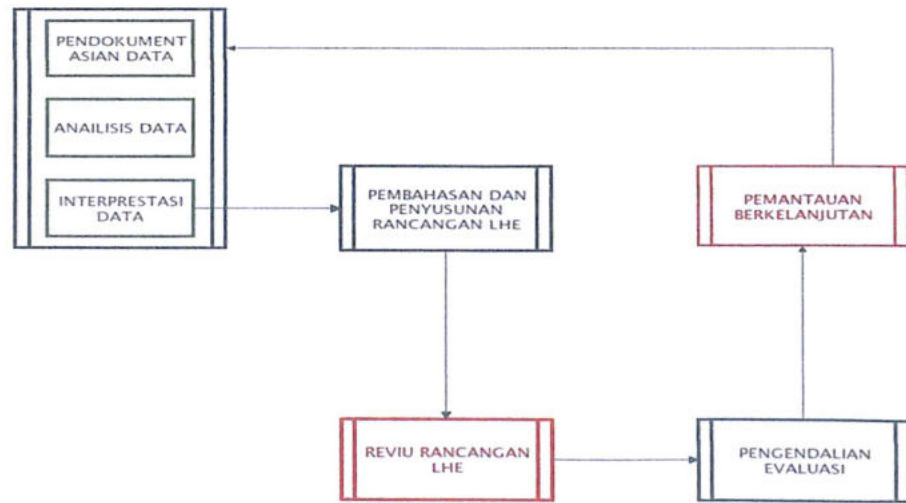 PENDOKUMENT
ASIAN DATA
ANAILISIS DATA
INTERPRESTASI
DATA
PEMBAHASAN DAN
PENYUSUNAN
RANCANGAN LHE
PEMANTAUAN
BERKELANJUTAN
REVIU RANCANGAN
LHE
PENGENDALIAN
EVALUASI